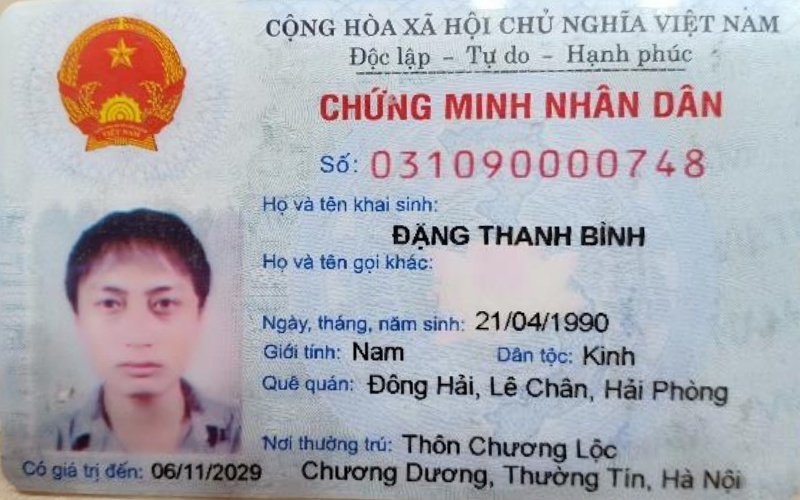 CỘNG HÒA XÃ HỘI CHỦ NGHĨA VIỆT NAM
Độc lập - Tự do - Hạnh phúc
CHỨNG MINH NHÂN DÂN
Số: 031090000748
Họ và tên khai sinh:
ĐẶNG THANH BÌNH
Họ và tên gọi khác:
Ngày, tháng, năm sinh: 21/04/1990
Giới tính: Nam Dân tộc: Kinh
Quê quán: Đông Hải, Lê Chân, Hải Phòng
Nơi thường trú: Thôn Chương Lộc
Chương Dương, Thường Tín, Hà Nội
Có giá trị đến: 06/11/2029
VIỆT NAM